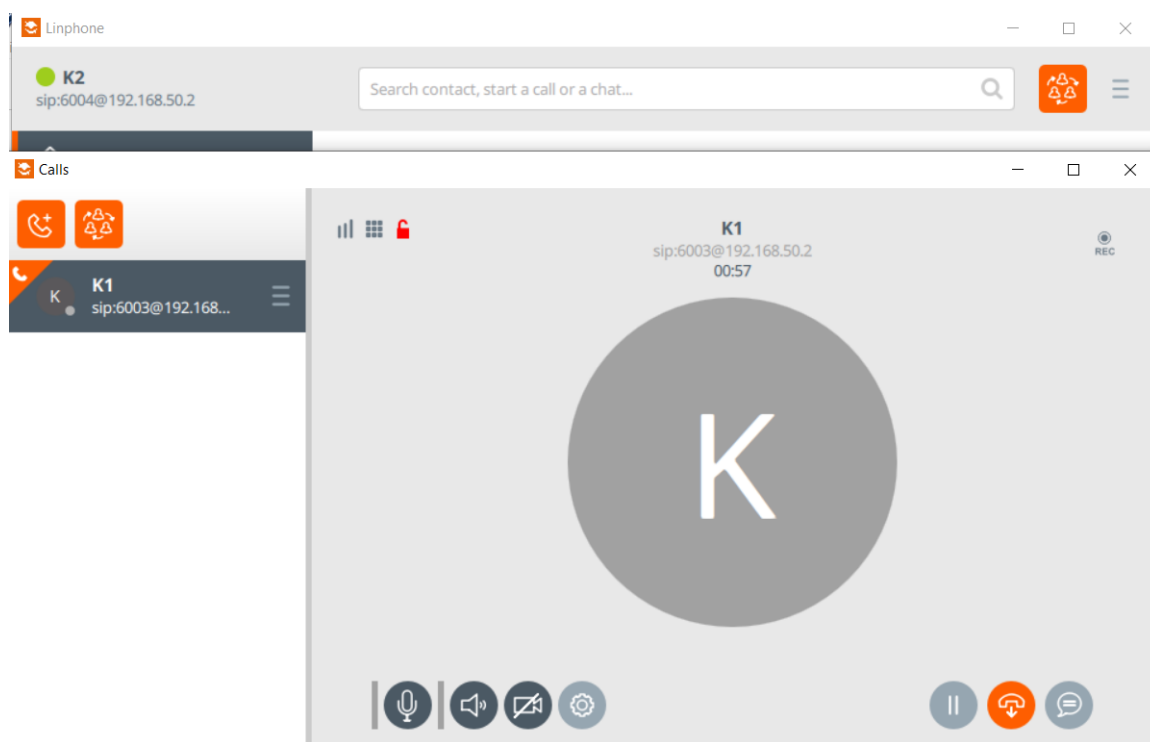 Linphone
K2
sip:6004@192.168.50.2
Search contact, start a call or a chat...
Calls
K1
sip:6003@192.168.50.2
00:57
REC
K
K1
sip:6003@192.168...
K